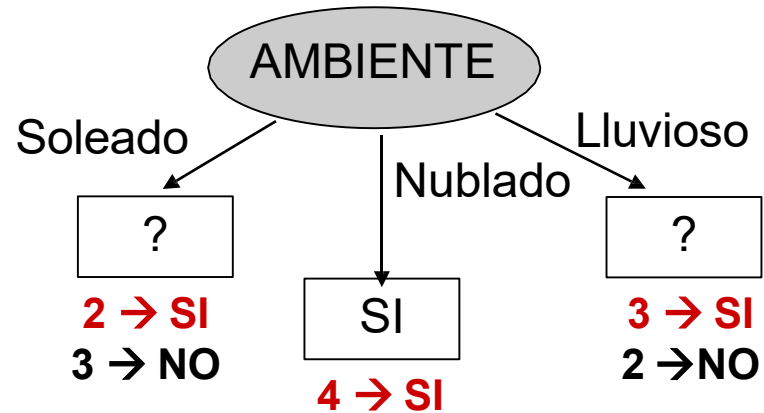 AMBIENTE
Soleado
Nublado
Lluvioso
?
2 → SI
3 → NO
SI
4 → SI
?
3 → SI
2 →NO